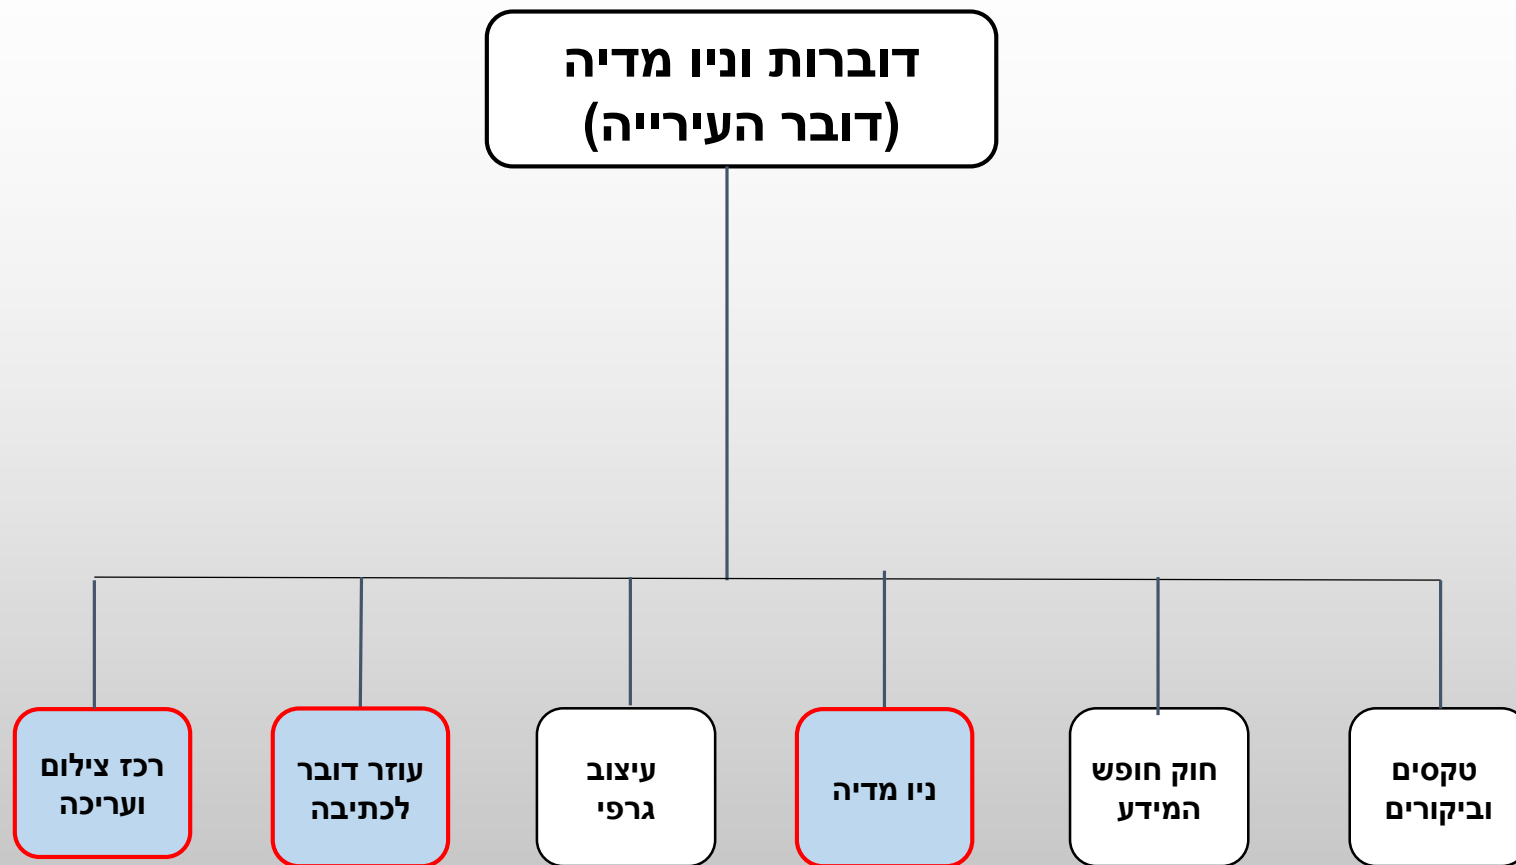 דוברות וניו מדיה
(דובר העירייה)
טקסים
וביקורים
חוק חופש
המידע
ניו מדיה
עיצוב
גרפי
עוזר דובר
לכתיבה
רכז צילום
ועריכה